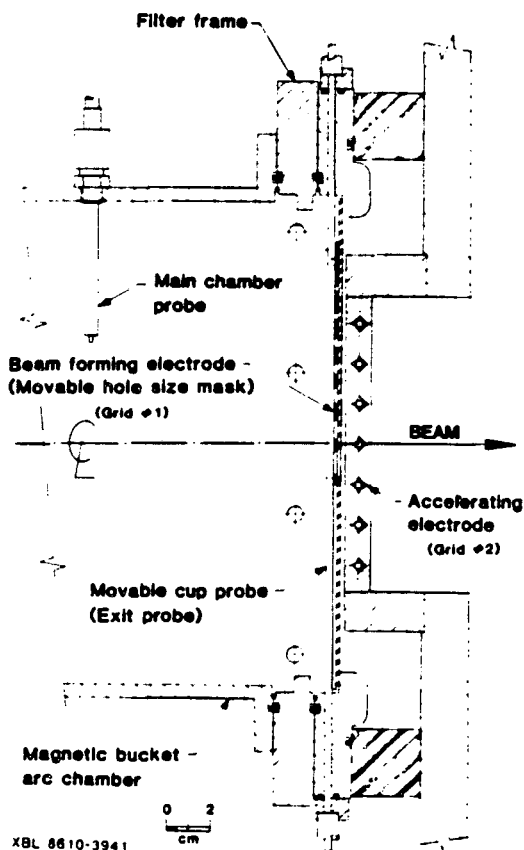 Filter frame
Main chamber
probe
Beam forming electrode -
(Movable hole size mask)
(Grid #1)
BEAM
Accelerating
electrode
(Grid #2)
Movable cup probe -
(Exit probe)
Magnetic bucket -
arc chamber
0 2
cm
XBL 8610-3941